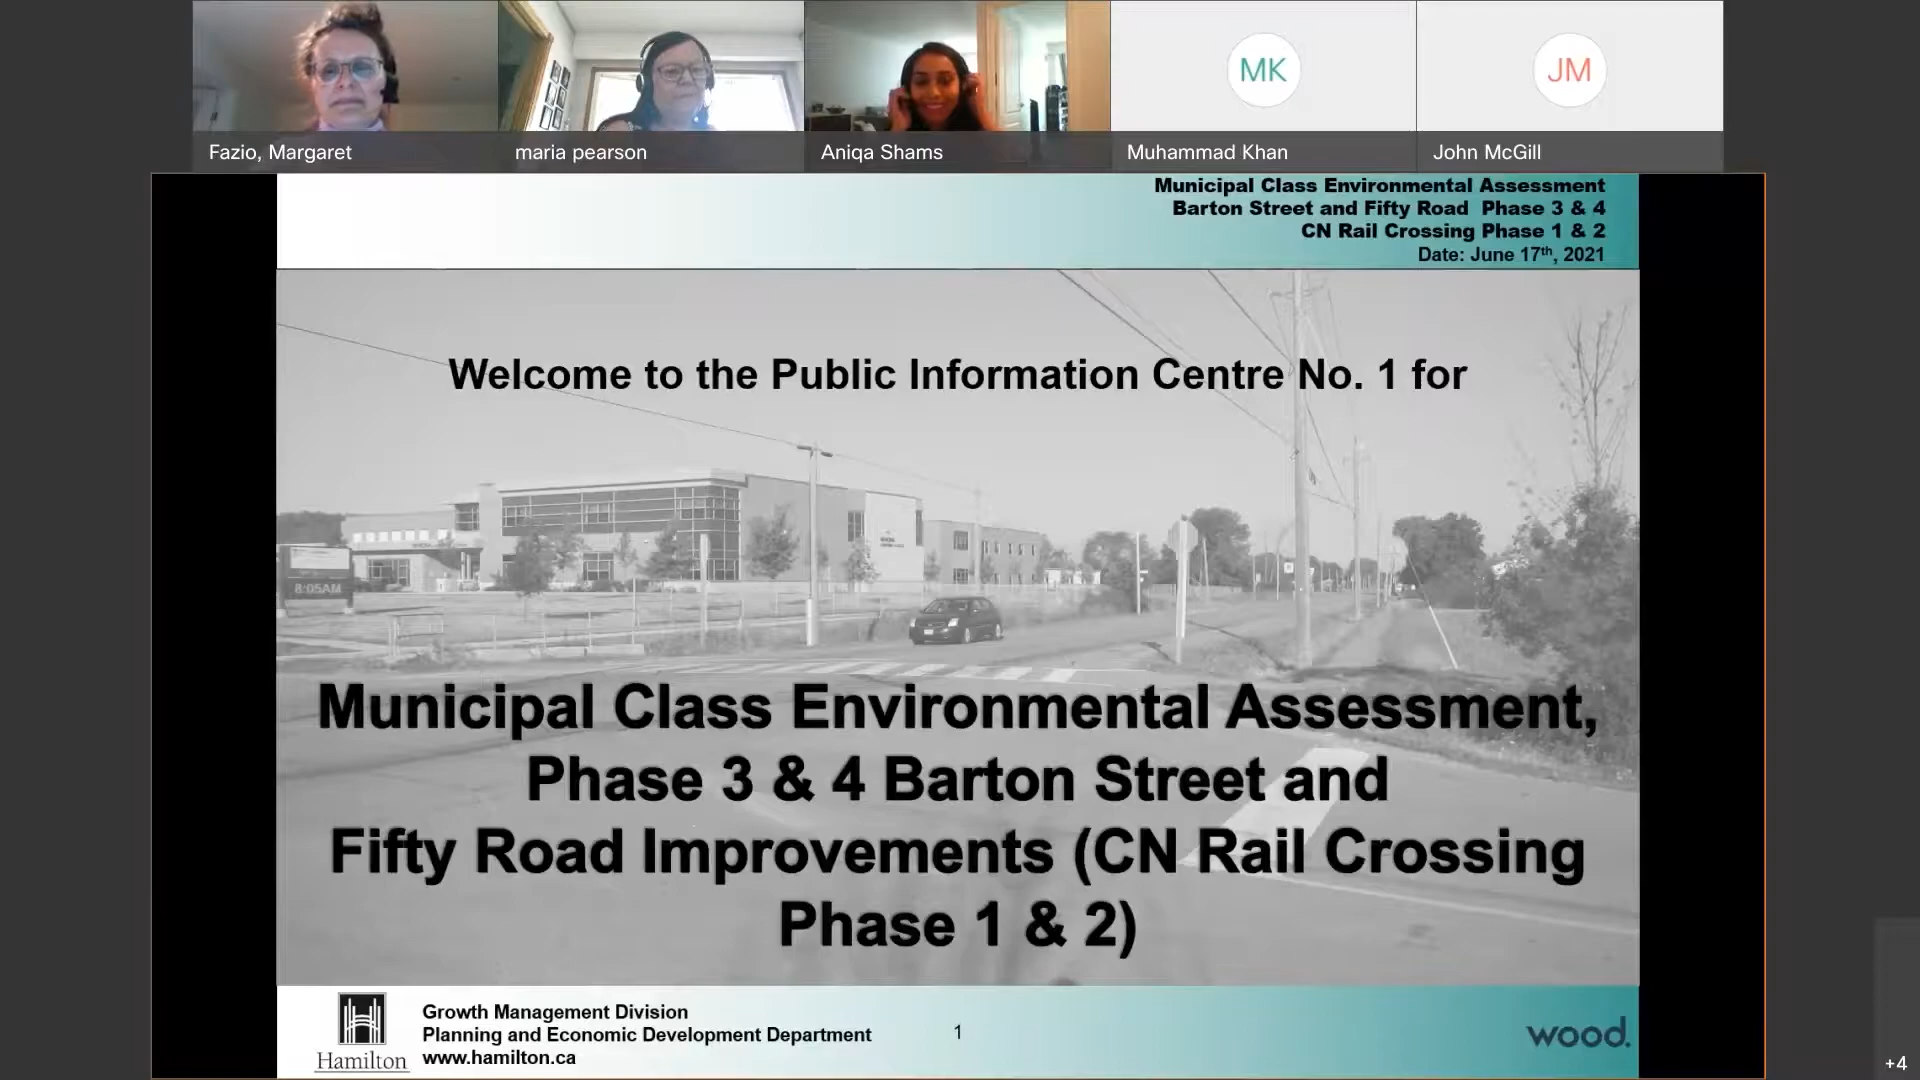 MK
JM
Fazio, Margaret
maria pearson
Aniqa Shams
Muhammad Khan
John McGill
Municipal Class Environmental Assessment
Barton Street and Fifty Road Phase 3 & 4
CN Rail Crossing Phase 1 & 2
Date: June 17th, 2021
Welcome to the Public Information Centre No. 1 for
8:05AM
Municipal Class Environmental Assessment,
Phase 3 & 4 Barton Street and
Fifty Road Improvements (CN Rail Crossing
Phase 1 & 2)
Hamilton
Growth Management Division
Planning and Economic Development Department
www.hamilton.ca
1
wood.
+4